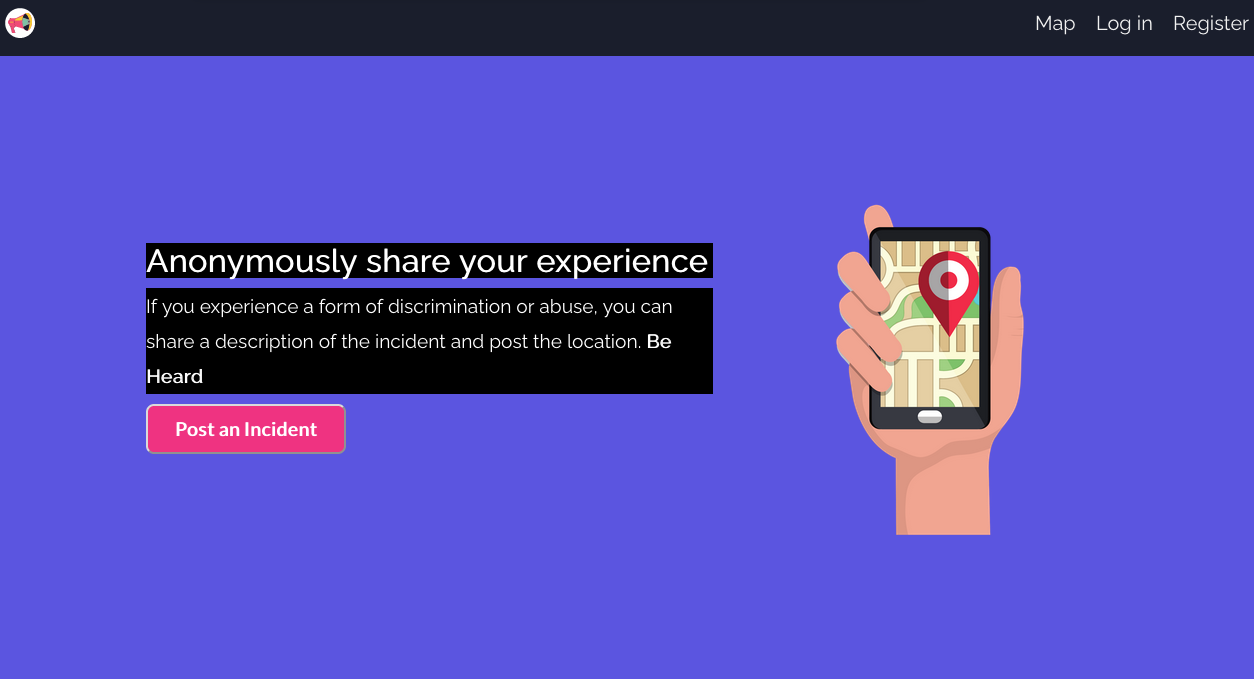 Map Log in Register
Anonymously share your experience
If you experience a form of discrimination or abuse, you can
share a description of the incident and post the location. Be
Heard
Post an Incident